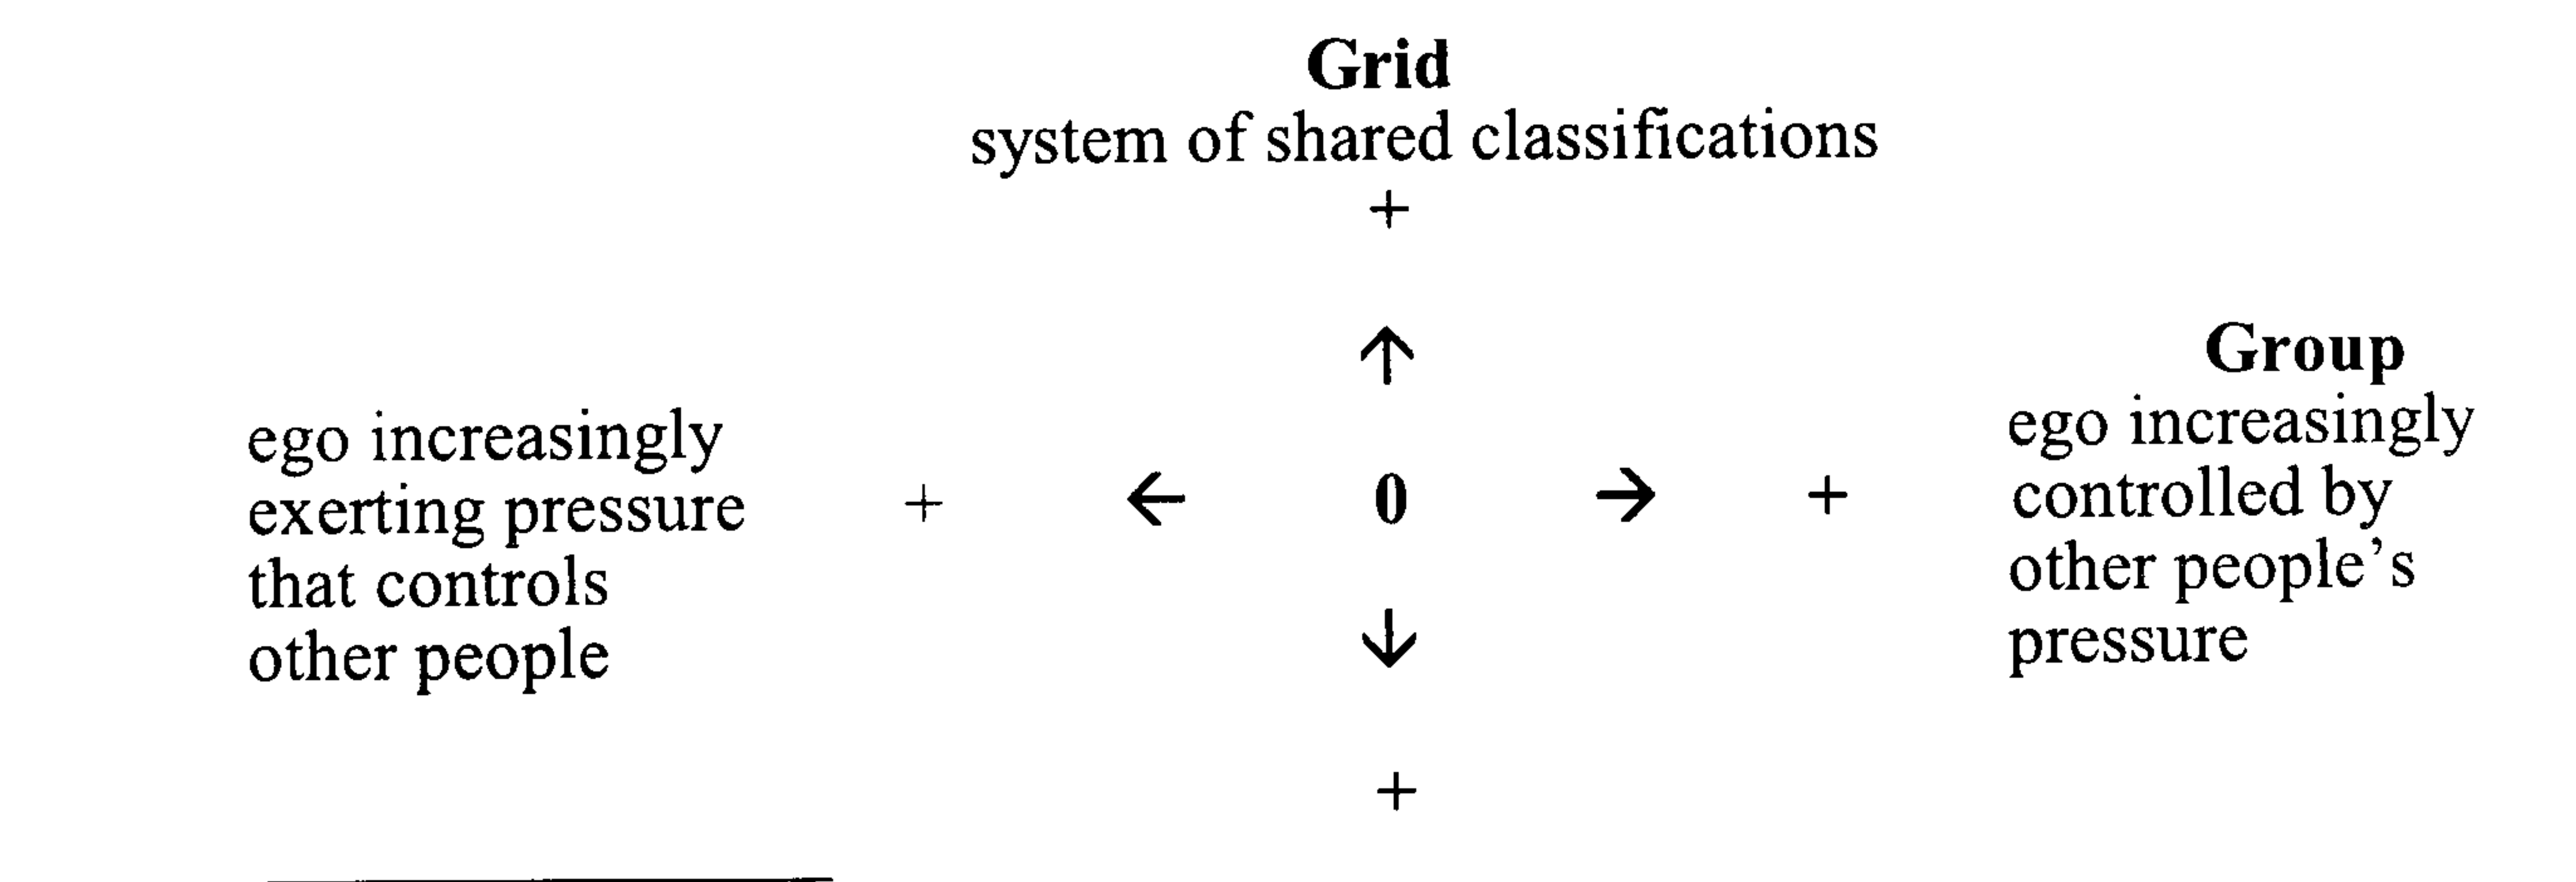 Grid
system of shared classifications
+
↑
Group
ego increasingly
exerting pressure
that controls
other people
+ ← 0 → +
ego increasingly
controlled by
other people’s
pressure
↓
+